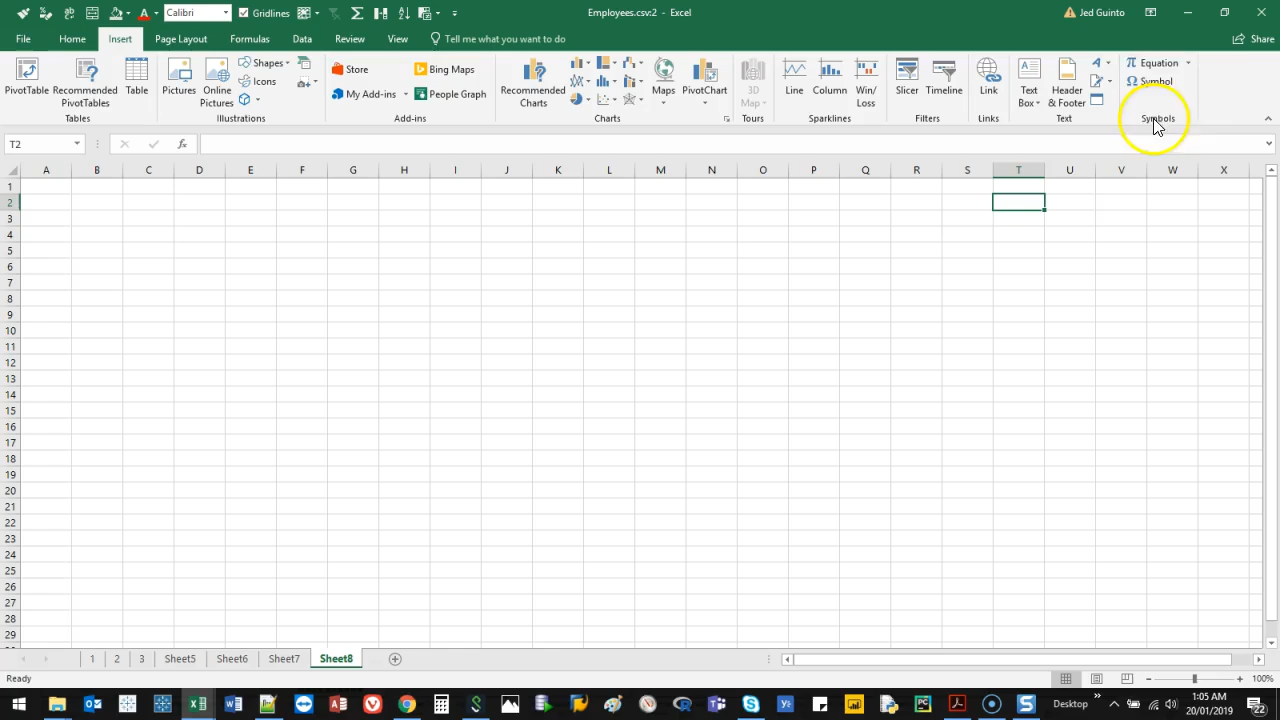 Calibri
Gridlines
Employees.csv:2 - Excel
Jed Guinto
File
Home
Insert
Page Layout
Formulas
Data
Review
View
Tell me what you want to do
Share
PivotTable
Recommended
PivotTables
Table
Tables
Pictures
Online
Pictures
Shapes
Icons
Illustrations
Store
My Add-ins
Bing Maps
People Graph
Add-ins
Recommended
Charts
Maps
PivotChart
Charts
3D
Map
Tours
Line
Column
Win/
Loss
Sparklines
Slicer
Timeline
Filters
Link
Links
Text
Box
Header
& Footer
Text
Equation
Symbol
Symbols
T2
fx
A B C D E F G H I J K L M N O P Q R S T U V W X
1
2
3
4
5
6
7
8
9
10
11
12
13
14
15
16
17
18
19
20
21
22
23
24
25
26
27
28
29
1 2 3 Sheet5 Sheet6 Sheet7 Sheet8
Ready
100%
Desktop
1:05 AM
20/01/2019